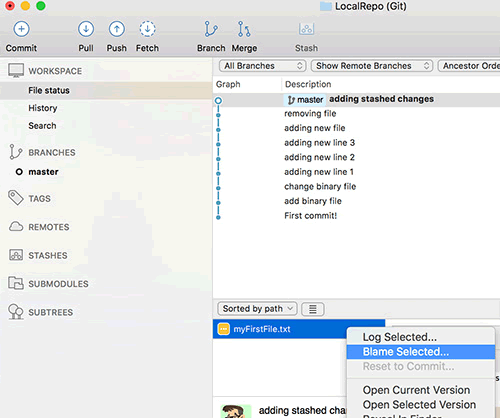 LocalRepo (Git)
Commit Pull Push Fetch Branch Merge Stash
WORKSPACE
File status
History
Search
BRANCHES
master
TAGS
REMOTES
STASHES
SUBMODULES
SUBTREES
All Branches Show Remote Branches Ancestor Orde
Graph Description
master adding stashed changes
removing file
adding new file
adding new line 3
adding new line 2
adding new line 1
change binary file
add binary file
First commit!
Sorted by path
myFirstFile.txt
Log Selected...
Blame Selected...
Reset to Commit...
Open Current Version
Open Selected Version
Reveal In Finder
adding stashed cha